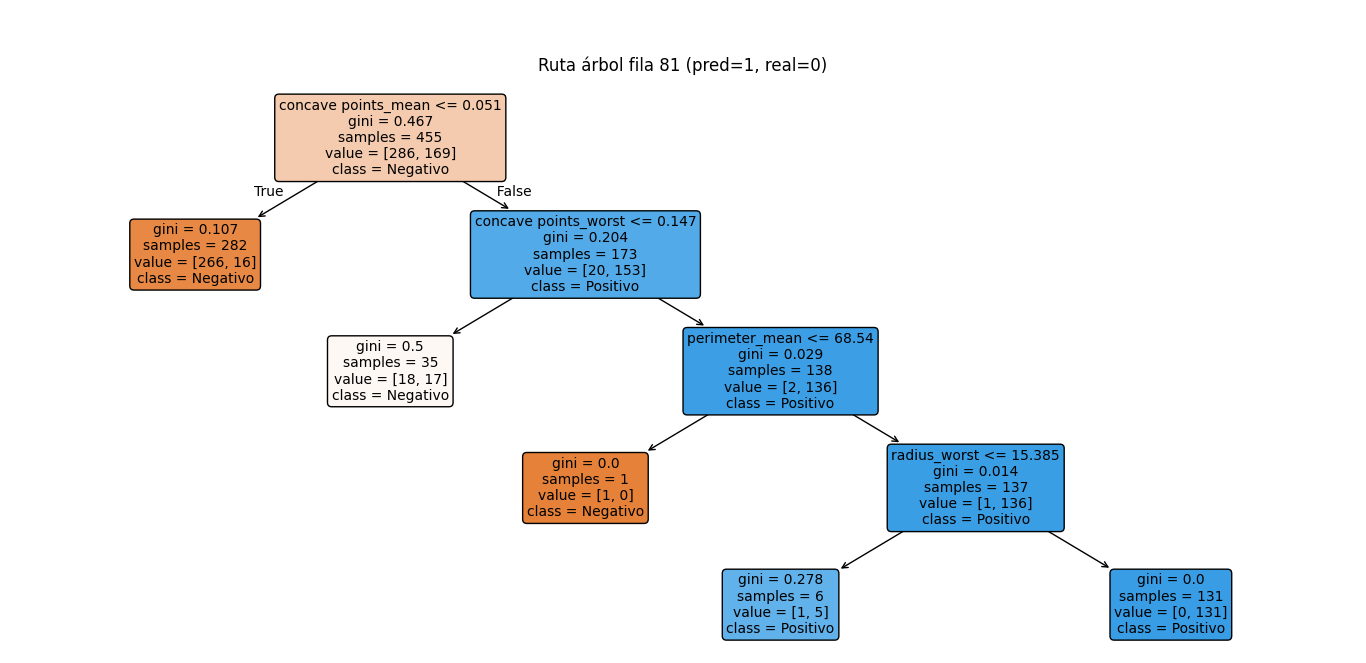 Ruta árbol fila 81 (pred=1, real=0)
concave points_mean <= 0.051
gini = 0.467
samples = 455
value = [286, 169]
class = Negativo
True
False
gini = 0.107
samples = 282
value = [266, 16]
class = Negativo
concave points_worst <= 0.147
gini = 0.204
samples = 173
value = [20, 153]
class = Positivo
gini = 0.5
samples = 35
value = [18, 17]
class = Negativo
perimeter_mean <= 68.54
gini = 0.029
samples = 138
value = [2, 136]
class = Positivo
gini = 0.0
samples = 1
value = [1, 0]
class = Negativo
radius_worst <= 15.385
gini = 0.014
samples = 137
value = [1, 136]
class = Positivo
gini = 0.278
samples = 6
value = [1, 5]
class = Positivo
gini = 0.0
samples = 131
value = [0, 131]
class = Positivo